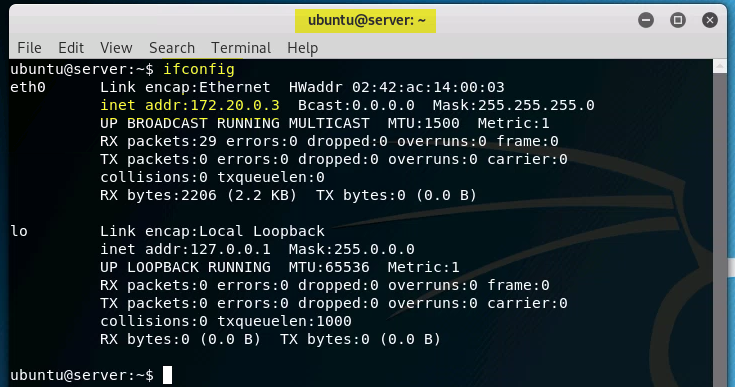 ubuntu@server: ~
File Edit View Search Terminal Help
ubuntu@server:~$ ifconfig
eth0      Link encap:Ethernet  HWaddr 02:42:ac:14:00:03
          inet addr:172.20.0.3  Bcast:0.0.0.0  Mask:255.255.255.0
          UP BROADCAST RUNNING MULTICAST  MTU:1500  Metric:1
          RX packets:29 errors:0 dropped:0 overruns:0 frame:0
          TX packets:0 errors:0 dropped:0 overruns:0 carrier:0
          collisions:0 txqueuelen:0
          RX bytes:2206 (2.2 KB)  TX bytes:0 (0.0 B)

lo        Link encap:Local Loopback
          inet addr:127.0.0.1  Mask:255.0.0.0
          UP LOOPBACK RUNNING  MTU:65536  Metric:1
          RX packets:0 errors:0 dropped:0 overruns:0 frame:0
          TX packets:0 errors:0 dropped:0 overruns:0 carrier:0
          collisions:0 txqueuelen:1000
          RX bytes:0 (0.0 B)  TX bytes:0 (0.0 B)

ubuntu@server:~$